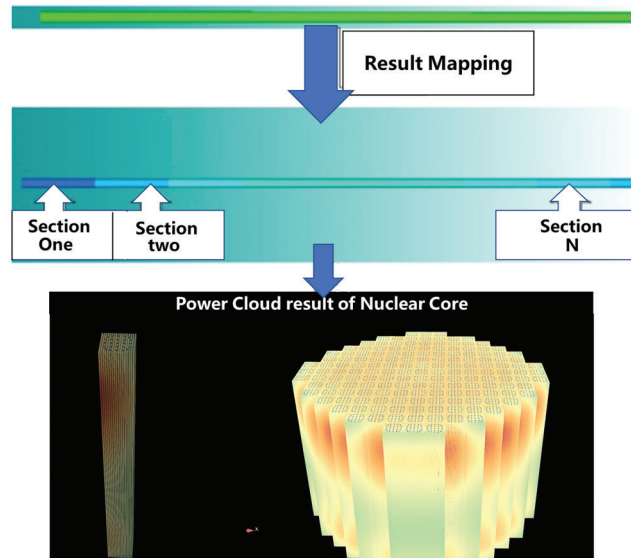 Result Mapping
Section
One
Section
two
Section
N
Power Cloud result of Nuclear Core
x